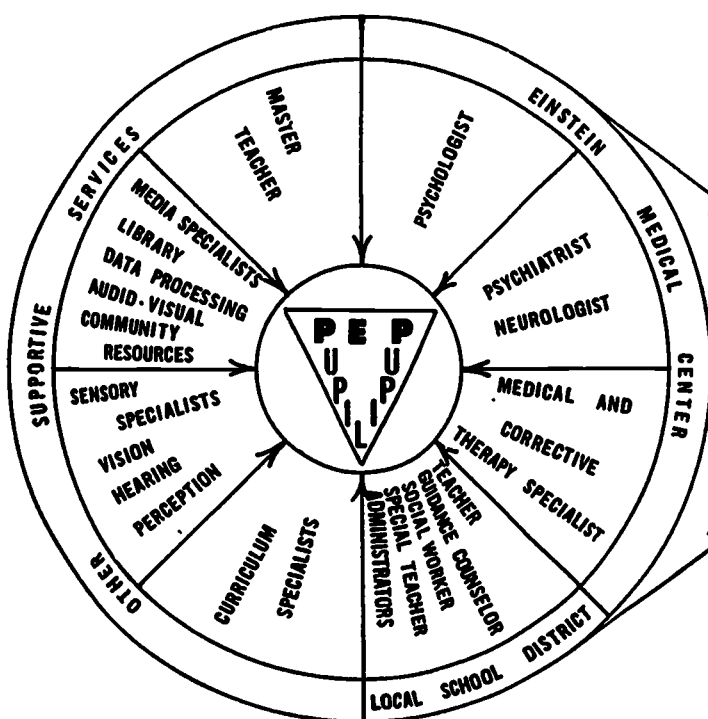 EINSTEIN MEDICAL CENTER
LOCAL SCHOOL DISTRICT
OTHER SUPPORTIVE SERVICES
MASTER
TEACHER
PSYCHOLOGIST
PSYCHIATRIST
NEUROLOGIST
MEDICAL AND
CORRECTIVE
THERAPY SPECIALIST
TEACHER
GUIDANCE COUNSELOR
SOCIAL WORKER
SPECIAL TEACHER
ADMINISTRATORS
CURRICULUM
SPECIALISTS
SENSORY
SPECIALISTS
VISION
HEARING
PERCEPTION
MEDIA SPECIALISTS
LIBRARY
DATA PROCESSING
AUDIO-VISUAL
COMMUNITY
RESOURCES
PEP
PUPIL
PUPIL